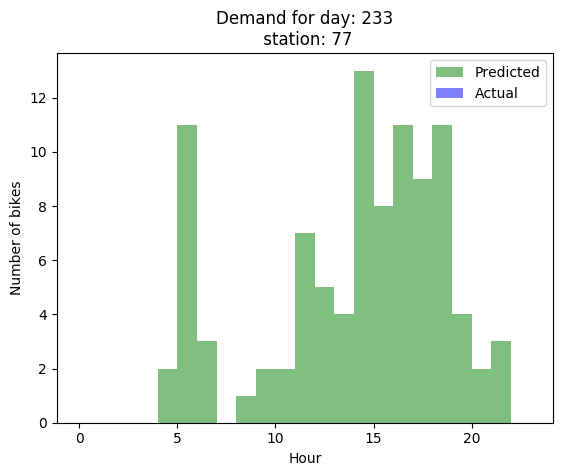 Demand for day: 233
station: 77
Predicted
Actual
Number of bikes
12
10
8
6
4
2
0
0
5
10
15
20
Hour